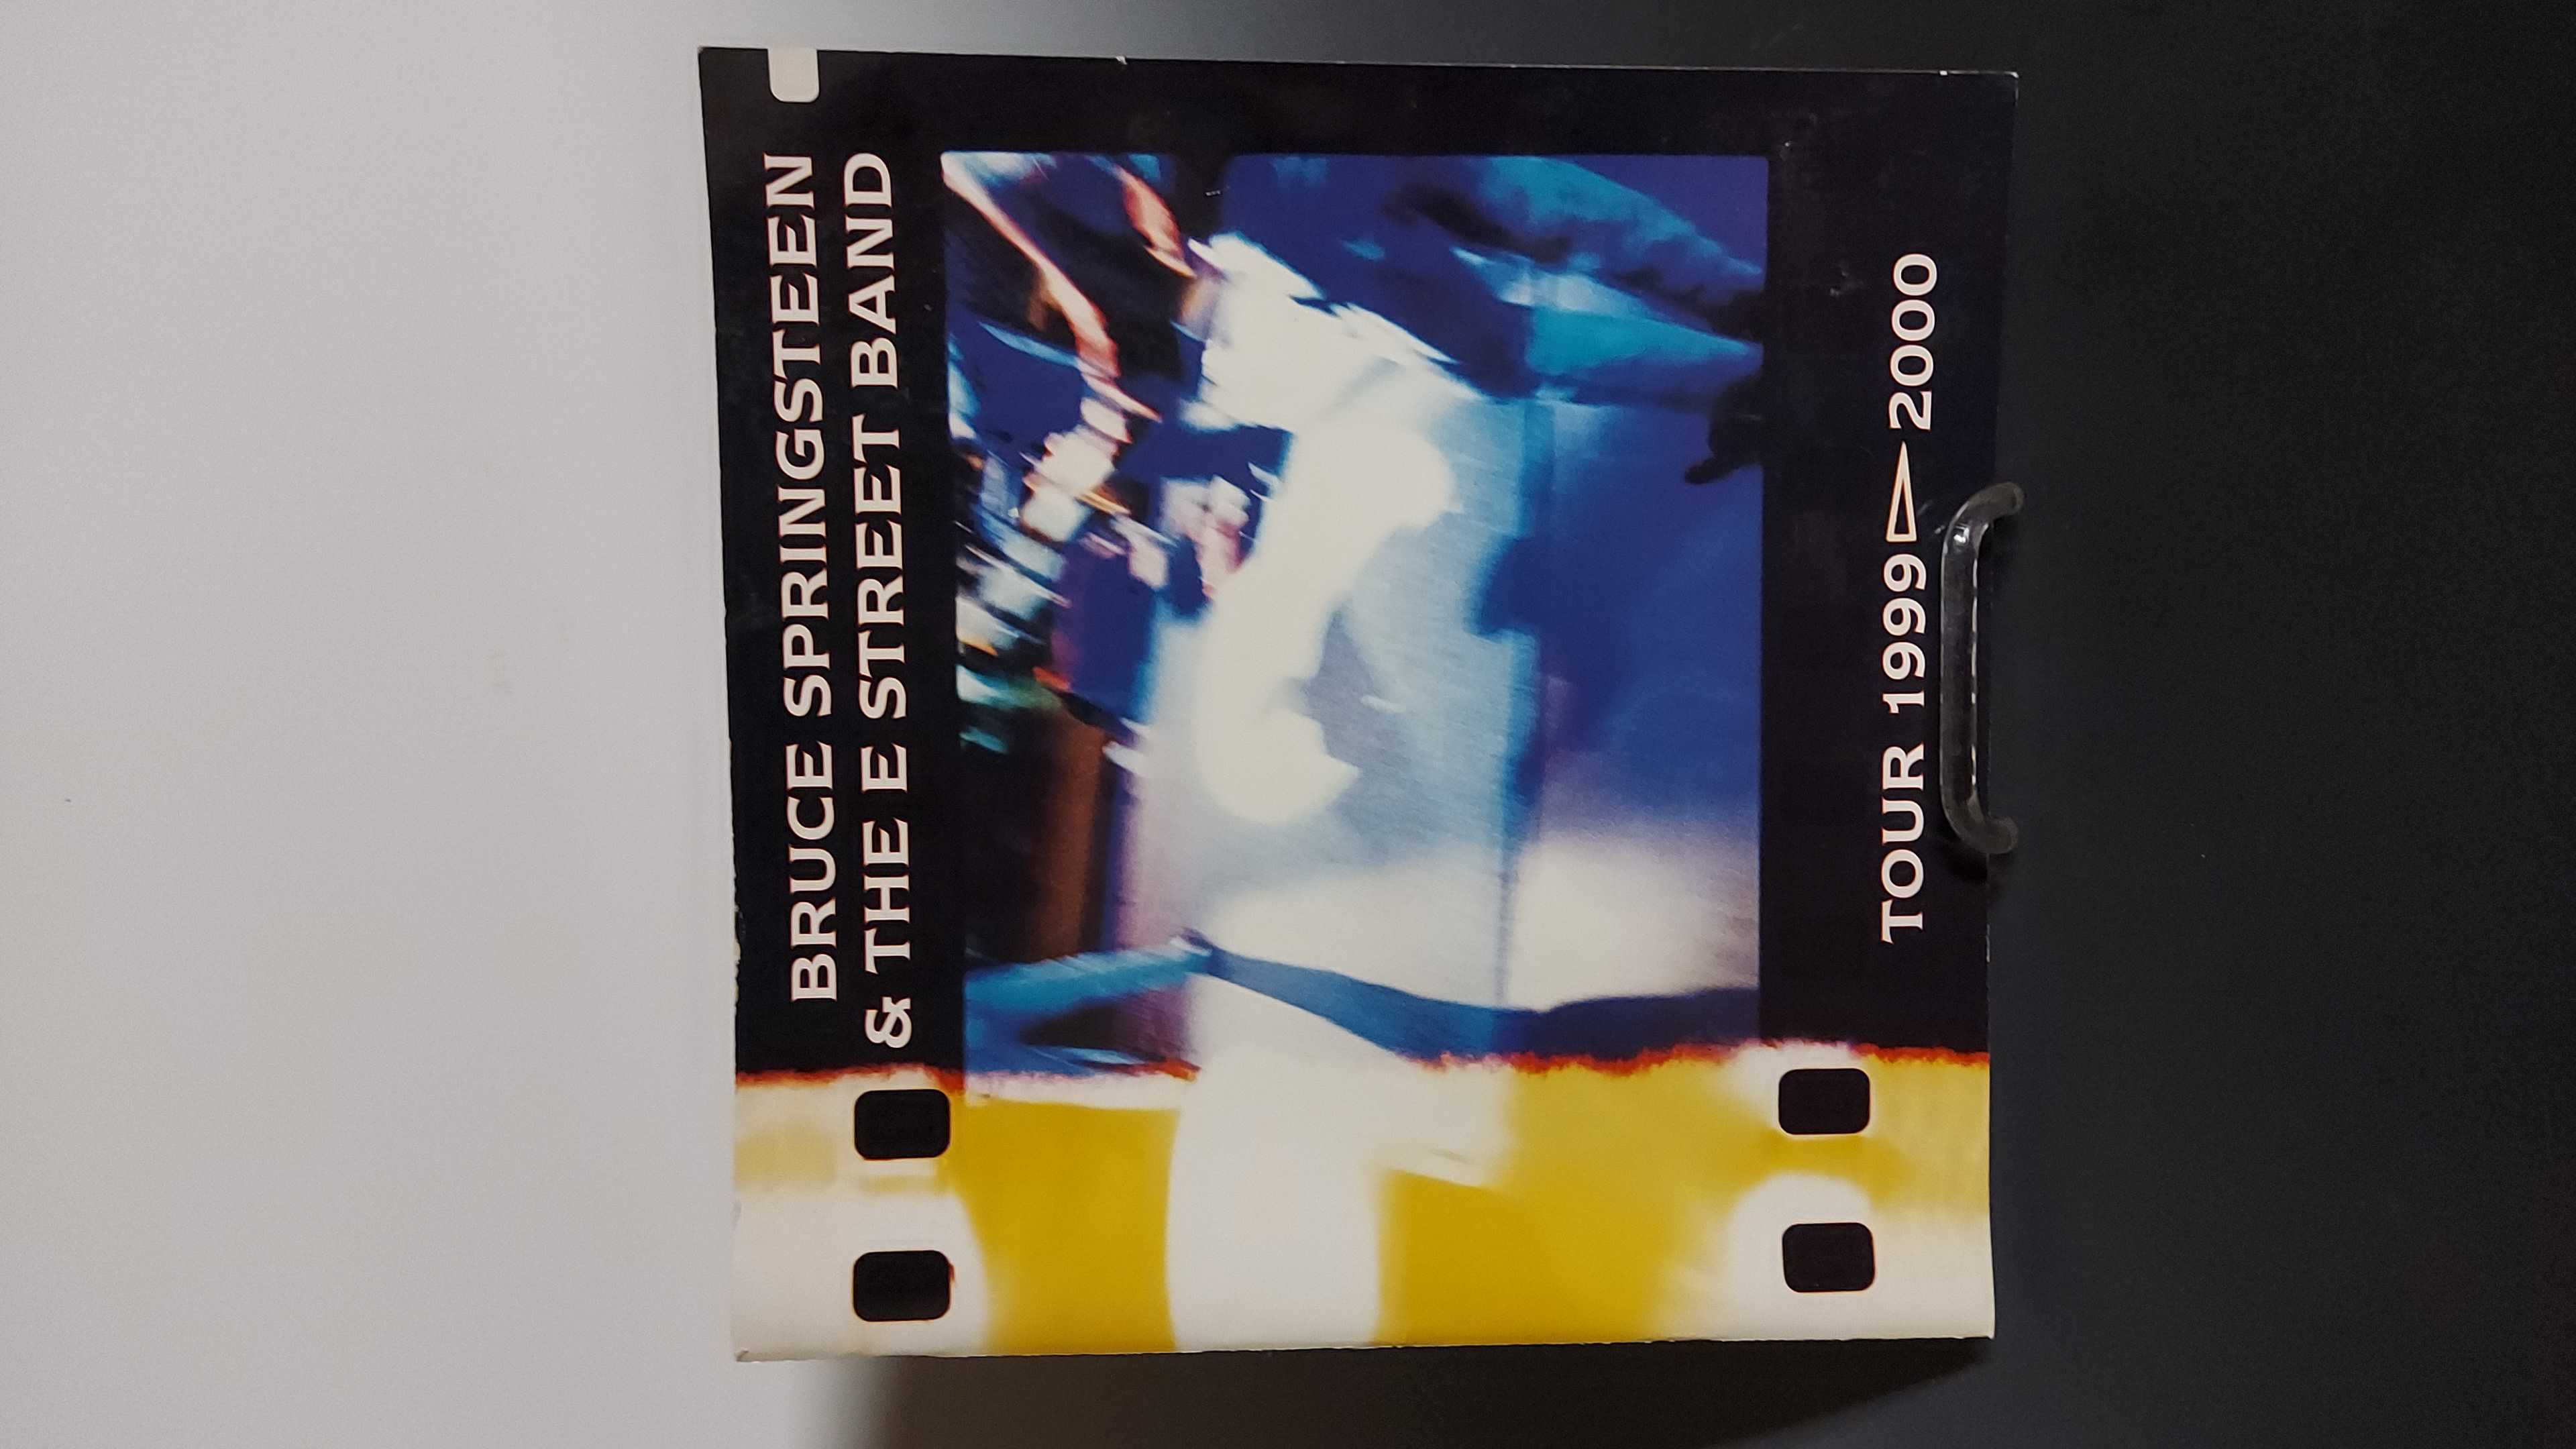 BRUCE SPRINGSTEEN
& THE E STREET BAND
TOUR 1999 ▷ 2000